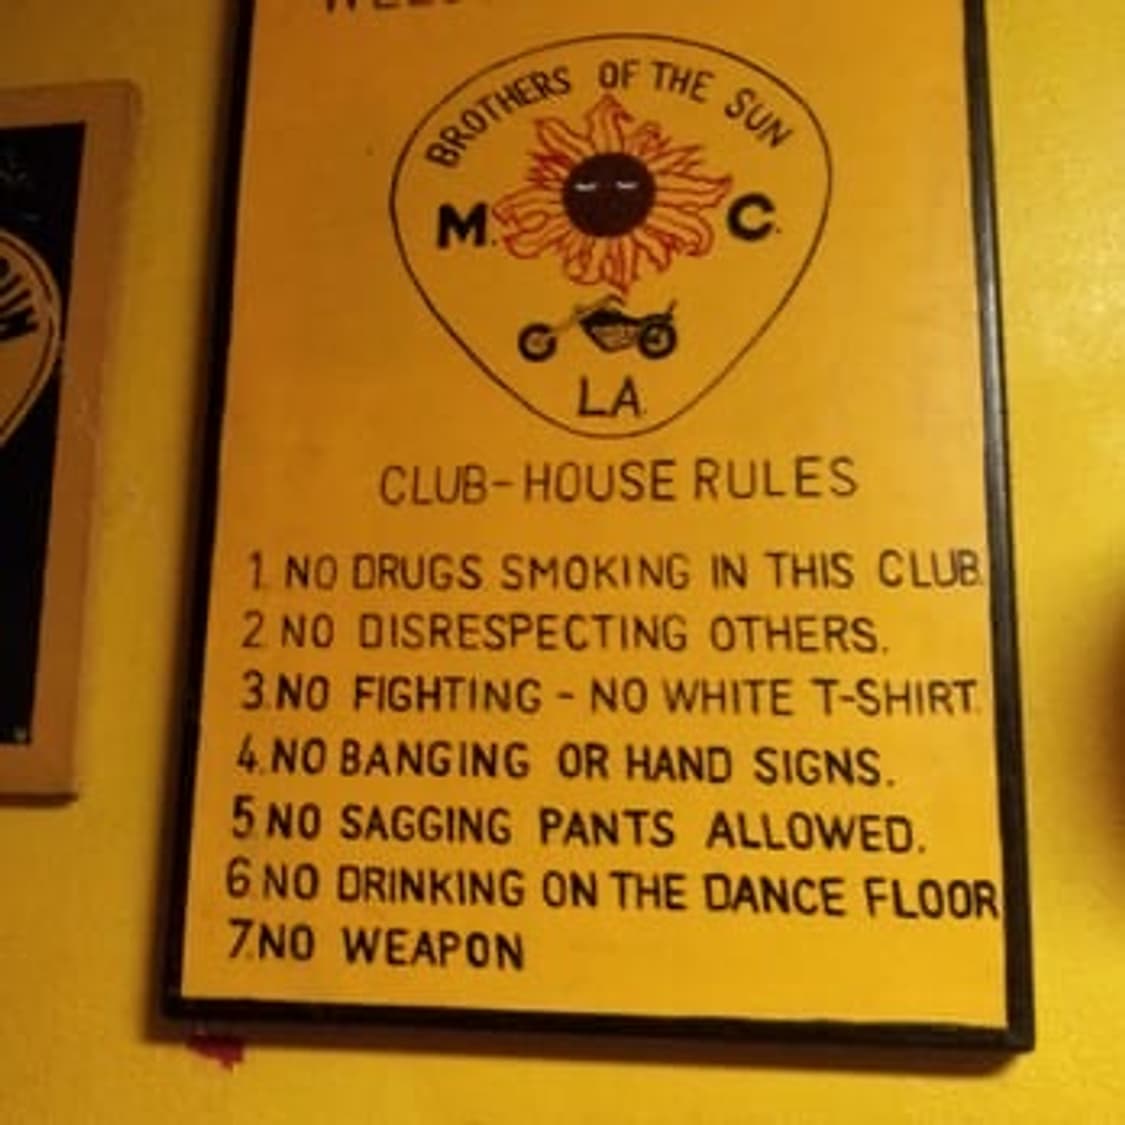 BROTHERS OF THE SUN
M. C.
LA
CLUB-HOUSE RULES
1. NO DRUGS SMOKING IN THIS CLUB.
2. NO DISRESPECTING OTHERS.
3. NO FIGHTING - NO WHITE T-SHIRT.
4. NO BANGING OR HAND SIGNS.
5. NO SAGGING PANTS ALLOWED.
6. NO DRINKING ON THE DANCE FLOOR
7. NO WEAPON